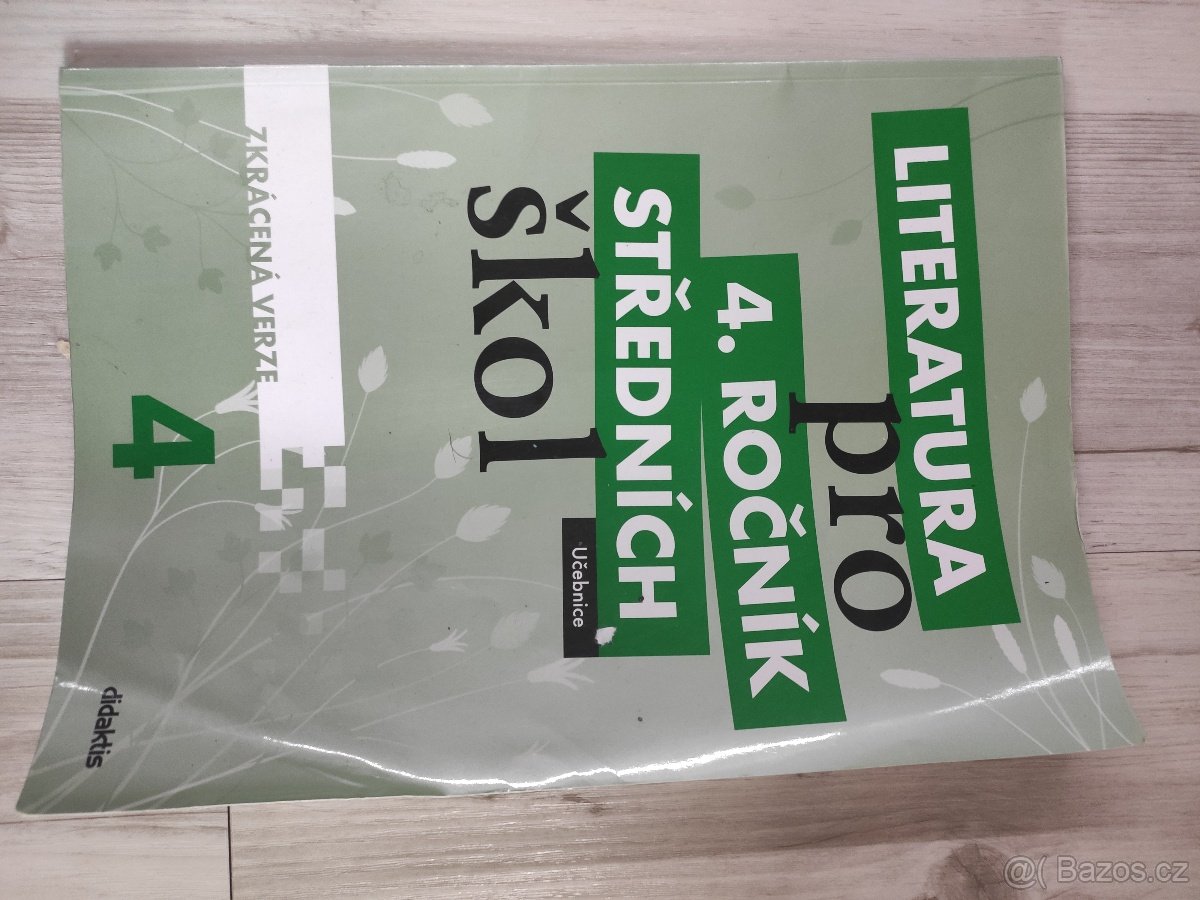 LITERATURA
pro
4. ROČNÍK
STŘEDNÍCH
škol
Učebnice
ZKRÁCENÁ VERZE
4
didaktis
@( Bazos.cz